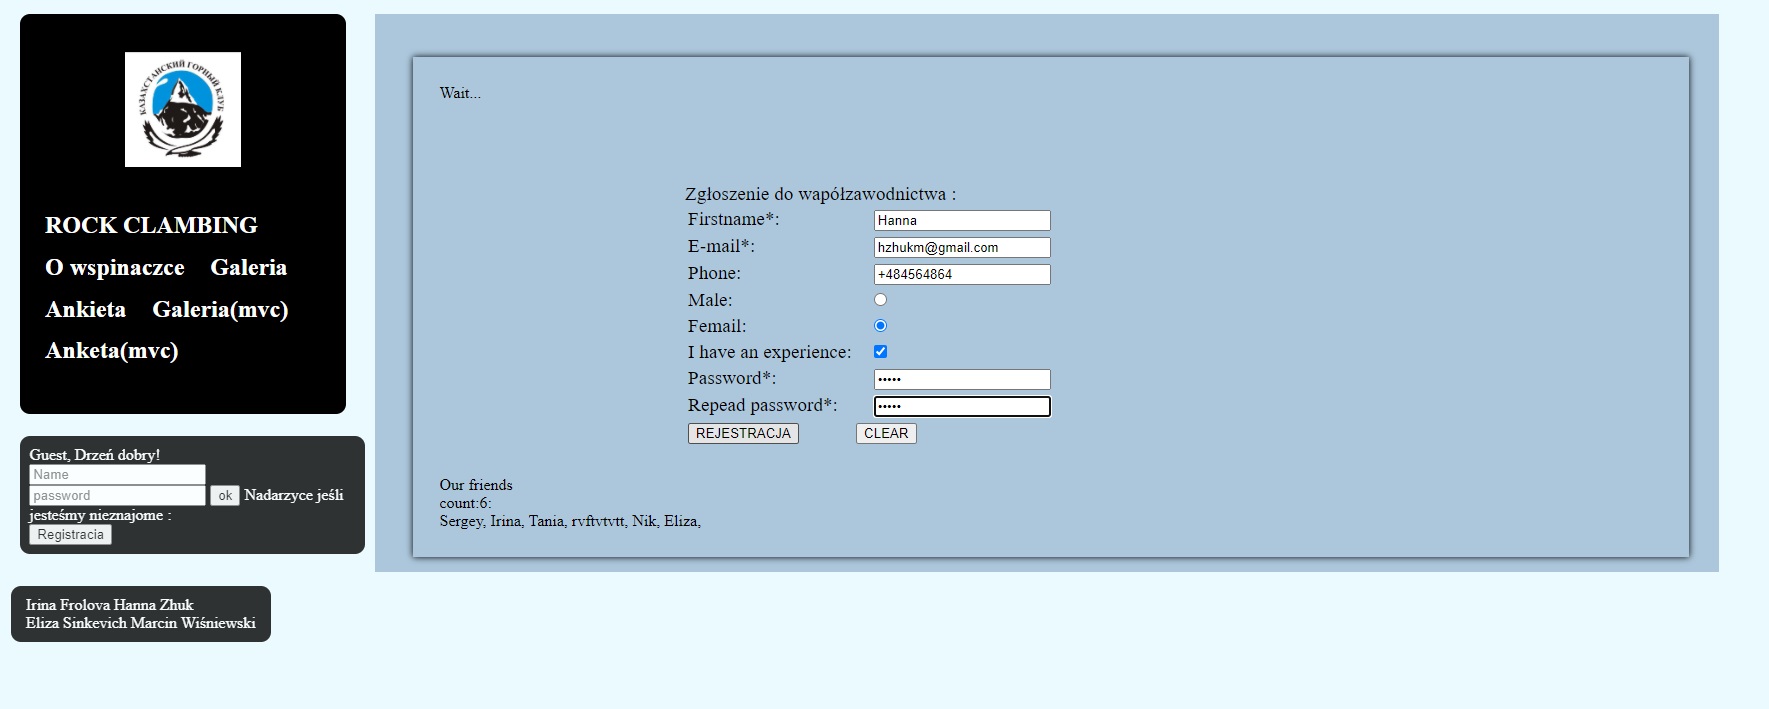 КАЗАХСТАНСКИЙ ГОРНЫЙ КЛУБ
ROCK CLAMBING
O wspinaczce Galeria
Ankieta Galeria(mvc)
Anketa(mvc)
Guest, Drzeń dobry!
Name
password ok Nadarzyce jeśli
jesteśmy nieznajome :
Registracia
Irina Frolova Hanna Zhuk
Eliza Sinkevich Marcin Wiśniewski
Wait...
Zgłoszenie do wapółzawodnictwa :
Firstname*: Hanna
E-mail*: hzhukm@gmail.com
Phone: +484564864
Male:
Femail:
I have an experience:
Password*: •••••
Repead password*: •••••
REJESTRACJA CLEAR
Our friends
count:6:
Sergey, Irina, Tania, rvftvtvtt, Nik, Eliza,